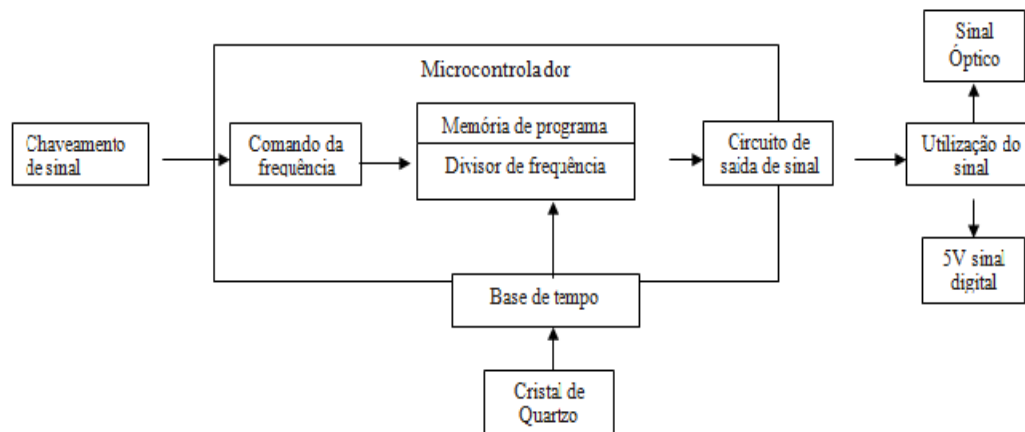 Sinal
Óptico
Microcontrolador
Chaveamento
de sinal
Comando da
frequência
Memória de programa
Divisor de frequência
Circuito de
saída de sinal
Utilização do
sinal
5V sinal
digital
Base de tempo
Cristal de
Quartzo